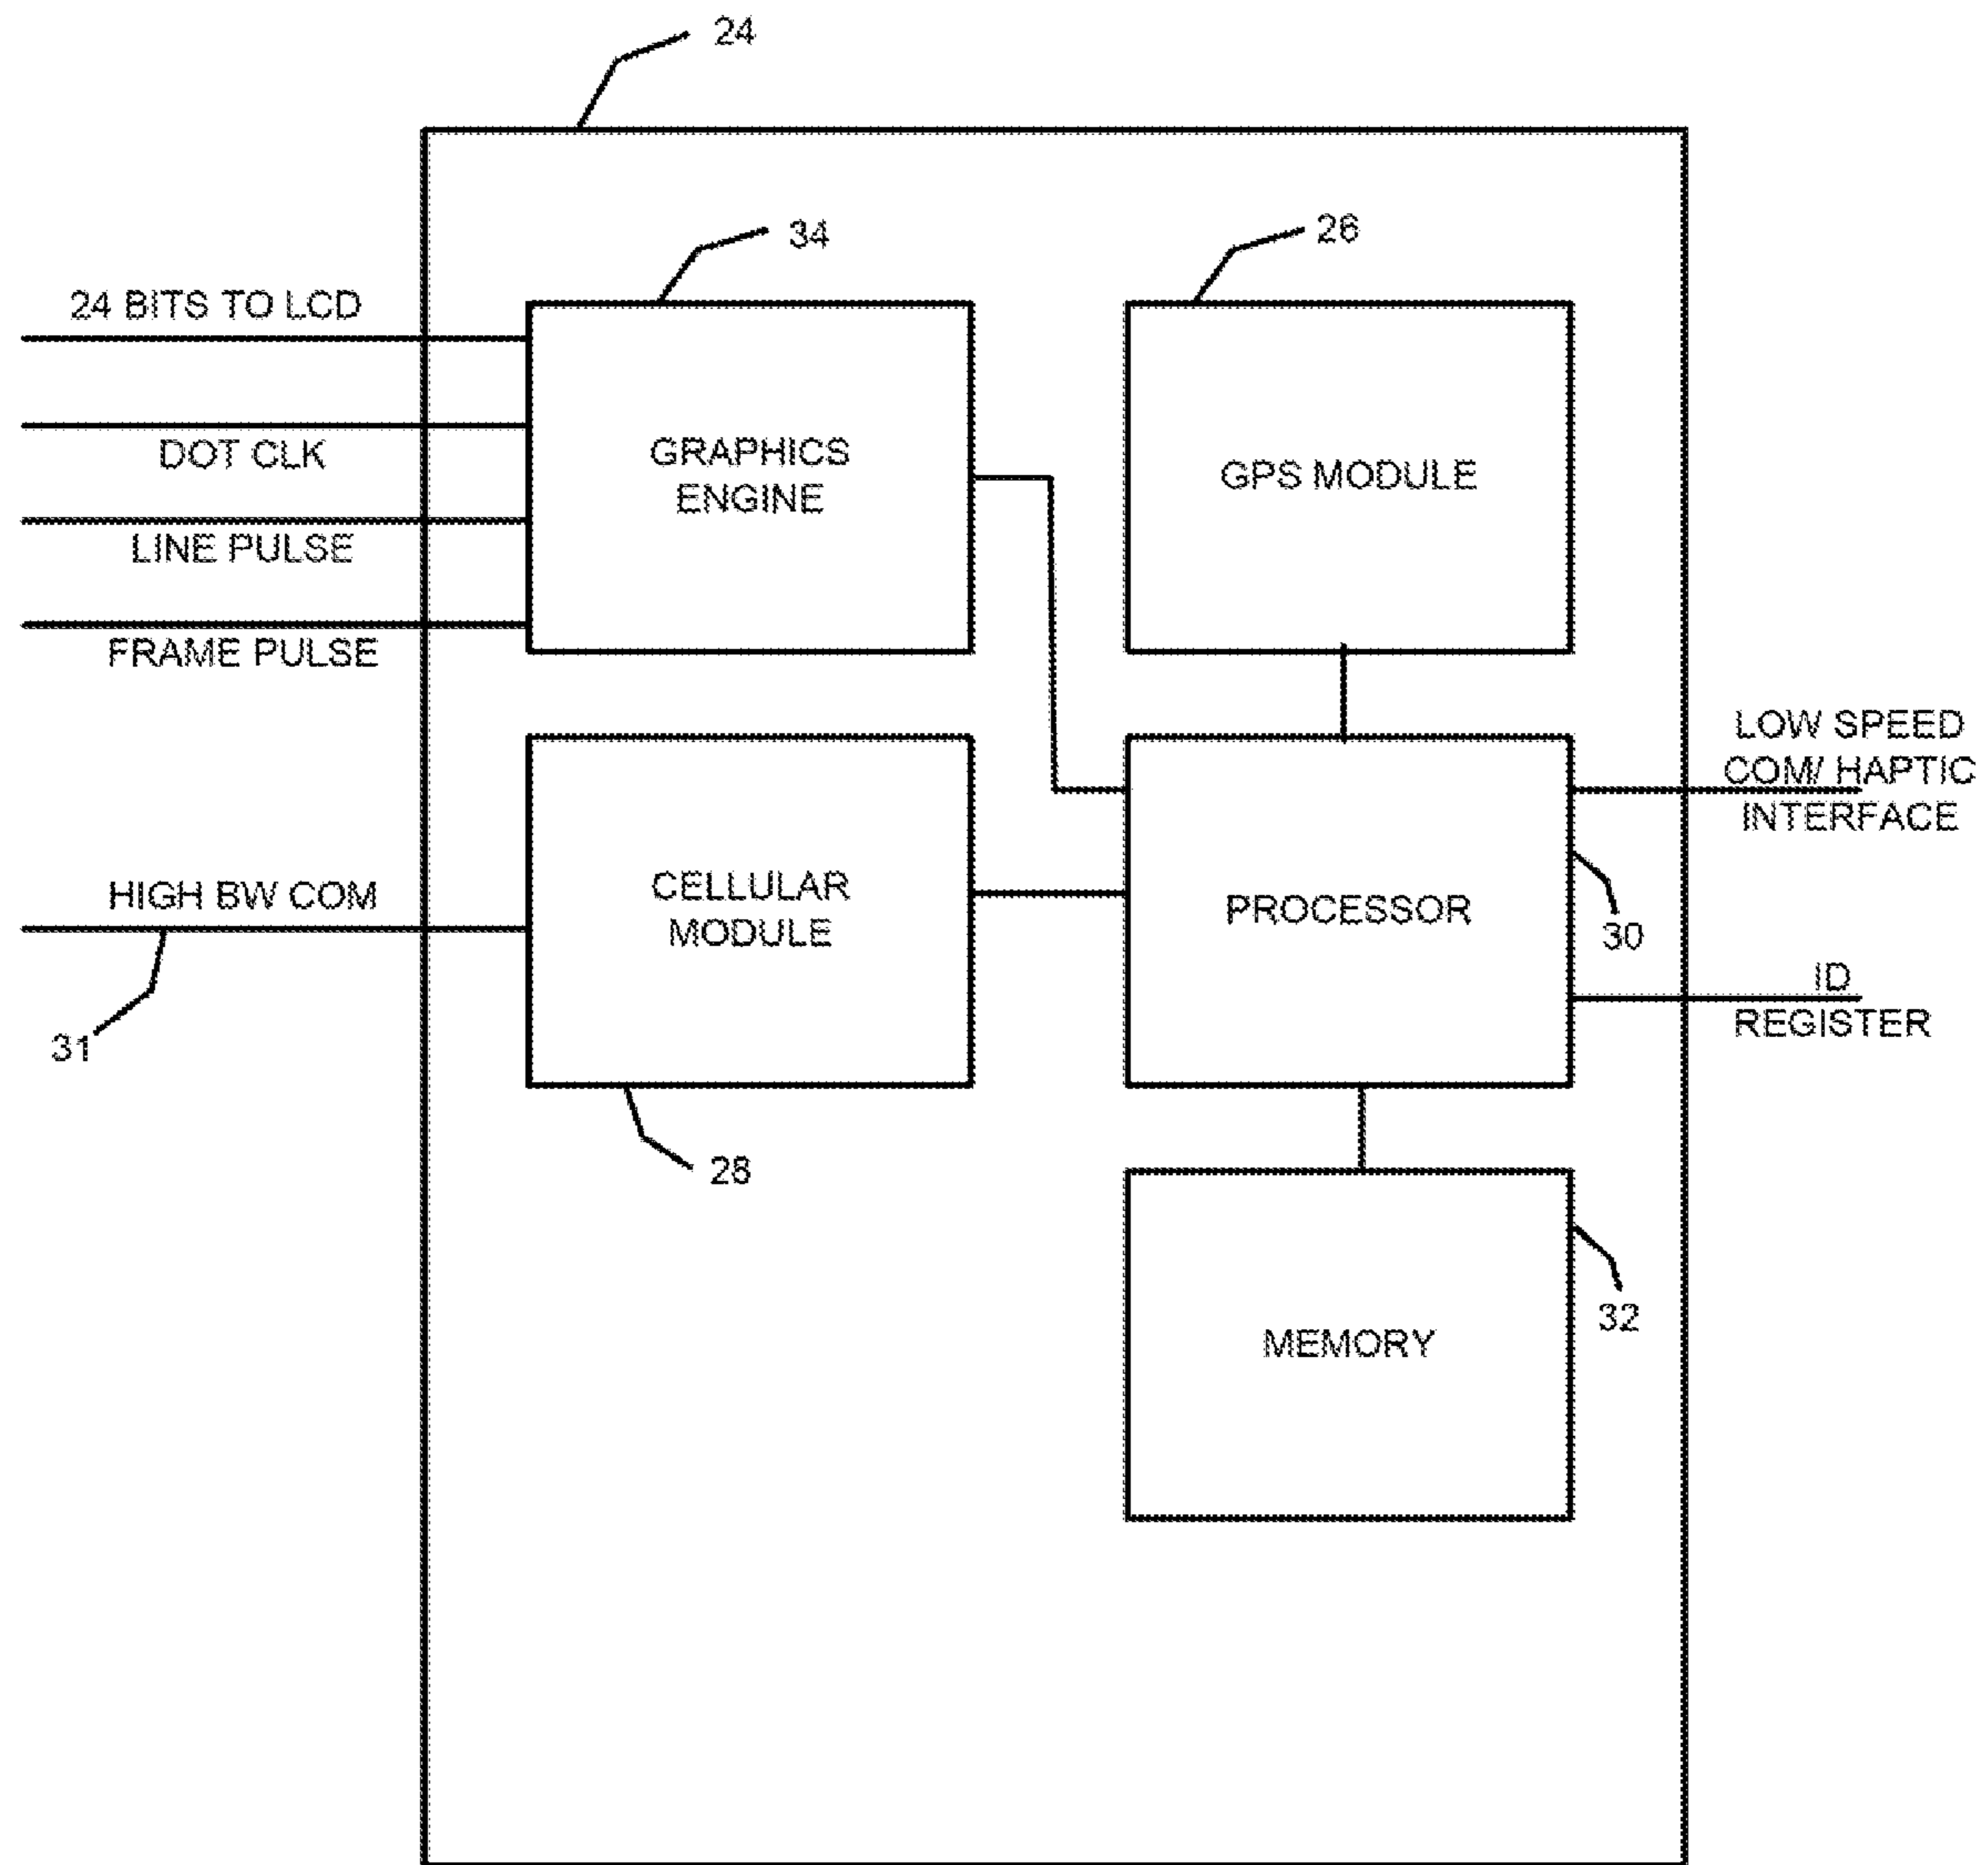 24
34
26
24 BITS TO LCD
DOT CLK
LINE PULSE
FRAME PULSE
GRAPHICS
ENGINE
GPS MODULE
LOW SPEED
COM/ HAPTIC
INTERFACE
HIGH BW COM
CELLULAR
MODULE
PROCESSOR
30
ID
REGISTER
31
28
MEMORY
32